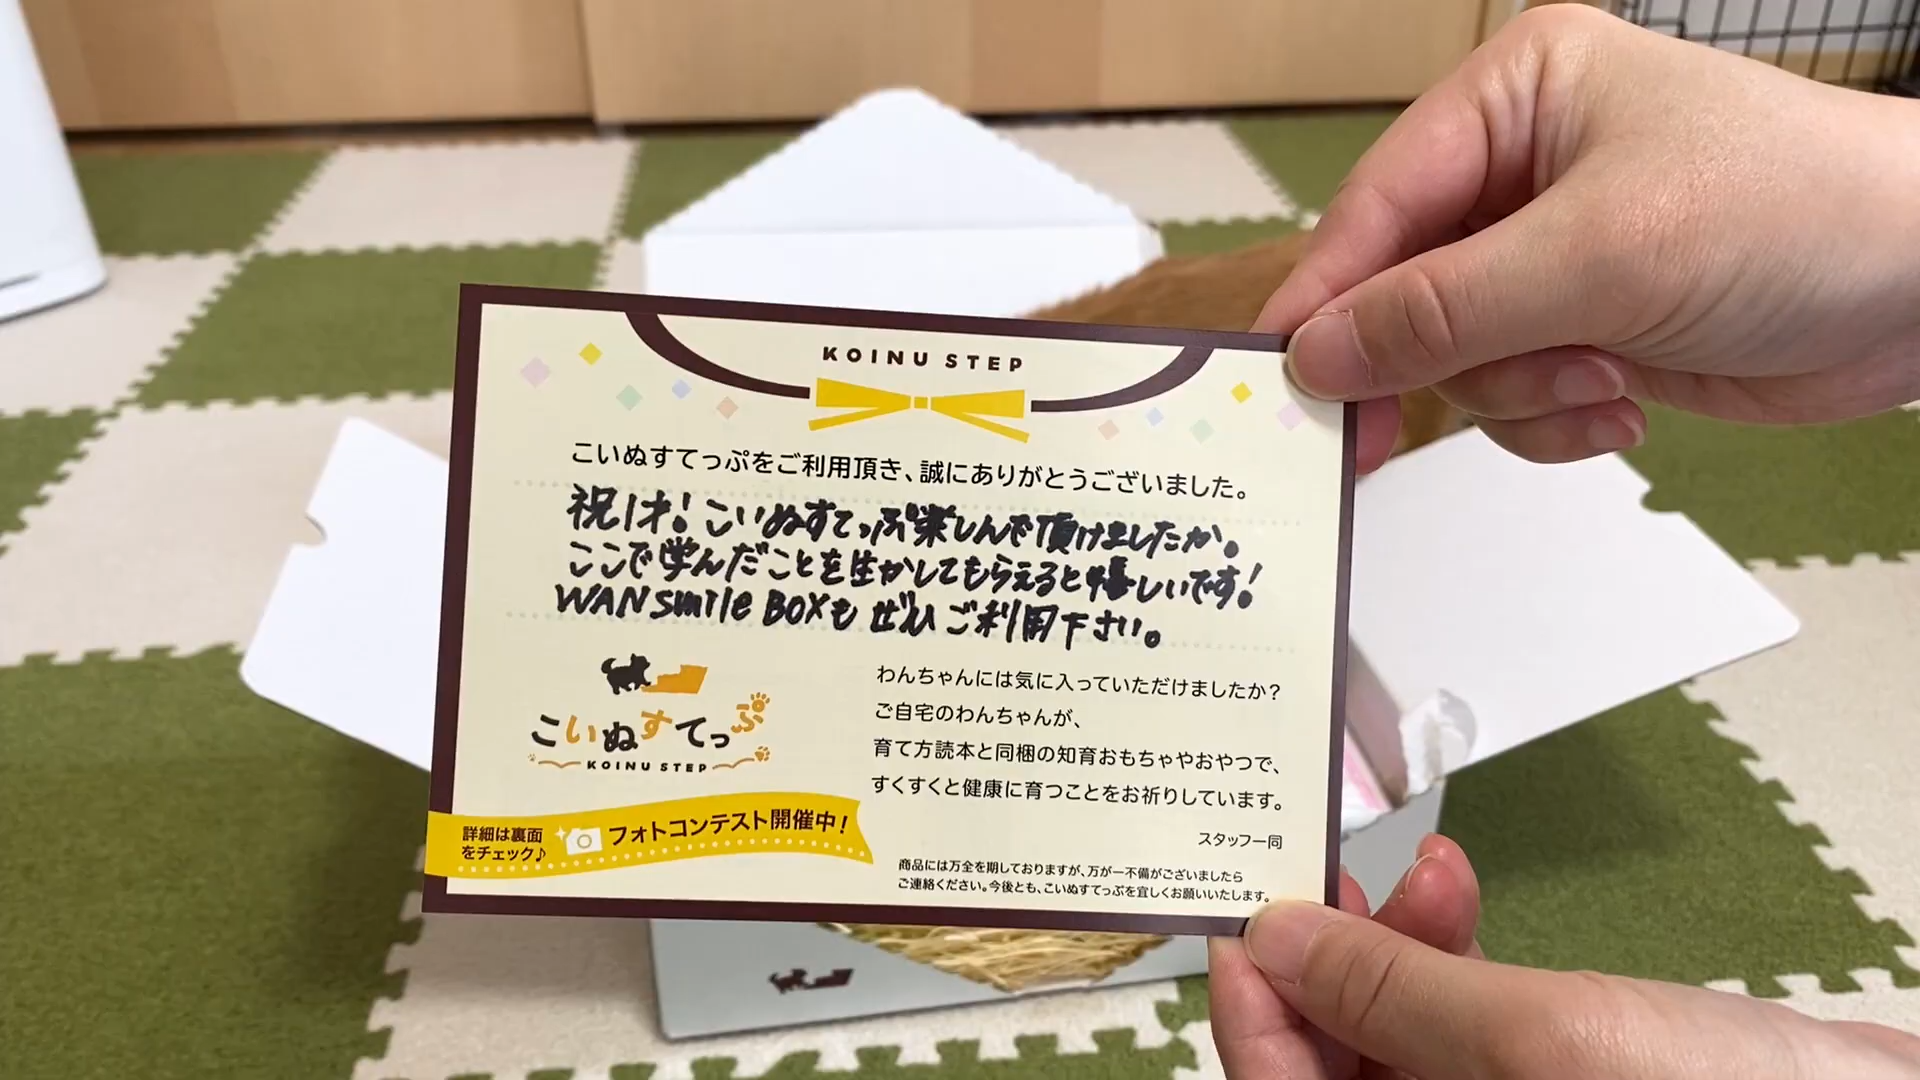 KOINU STEP
こいぬすてっぷをご利用頂き、誠にありがとうございました。
祝1才！こいぬすてっぷ楽しんで頂けましたか。
ここで学んだことを生かしてもらえると嬉しいです！
WAN smile BOXもぜひご利用下さい。
こいぬすてっぷ
KOINU STEP
わんちゃんには気に入っていただけましたか？
ご自宅のわんちゃんが、
育て方読本と同梱の知育おもちゃやおやつで、
すくすくと健康に育つことをお祈りしています。
スタッフ一同
詳細は裏面
をチェック♪
フォトコンテスト開催中！
商品には万全を期しておりますが、万が一不備がございましたら
ご連絡ください。今後とも、こいぬすてっぷを宜しくお願いいたします。